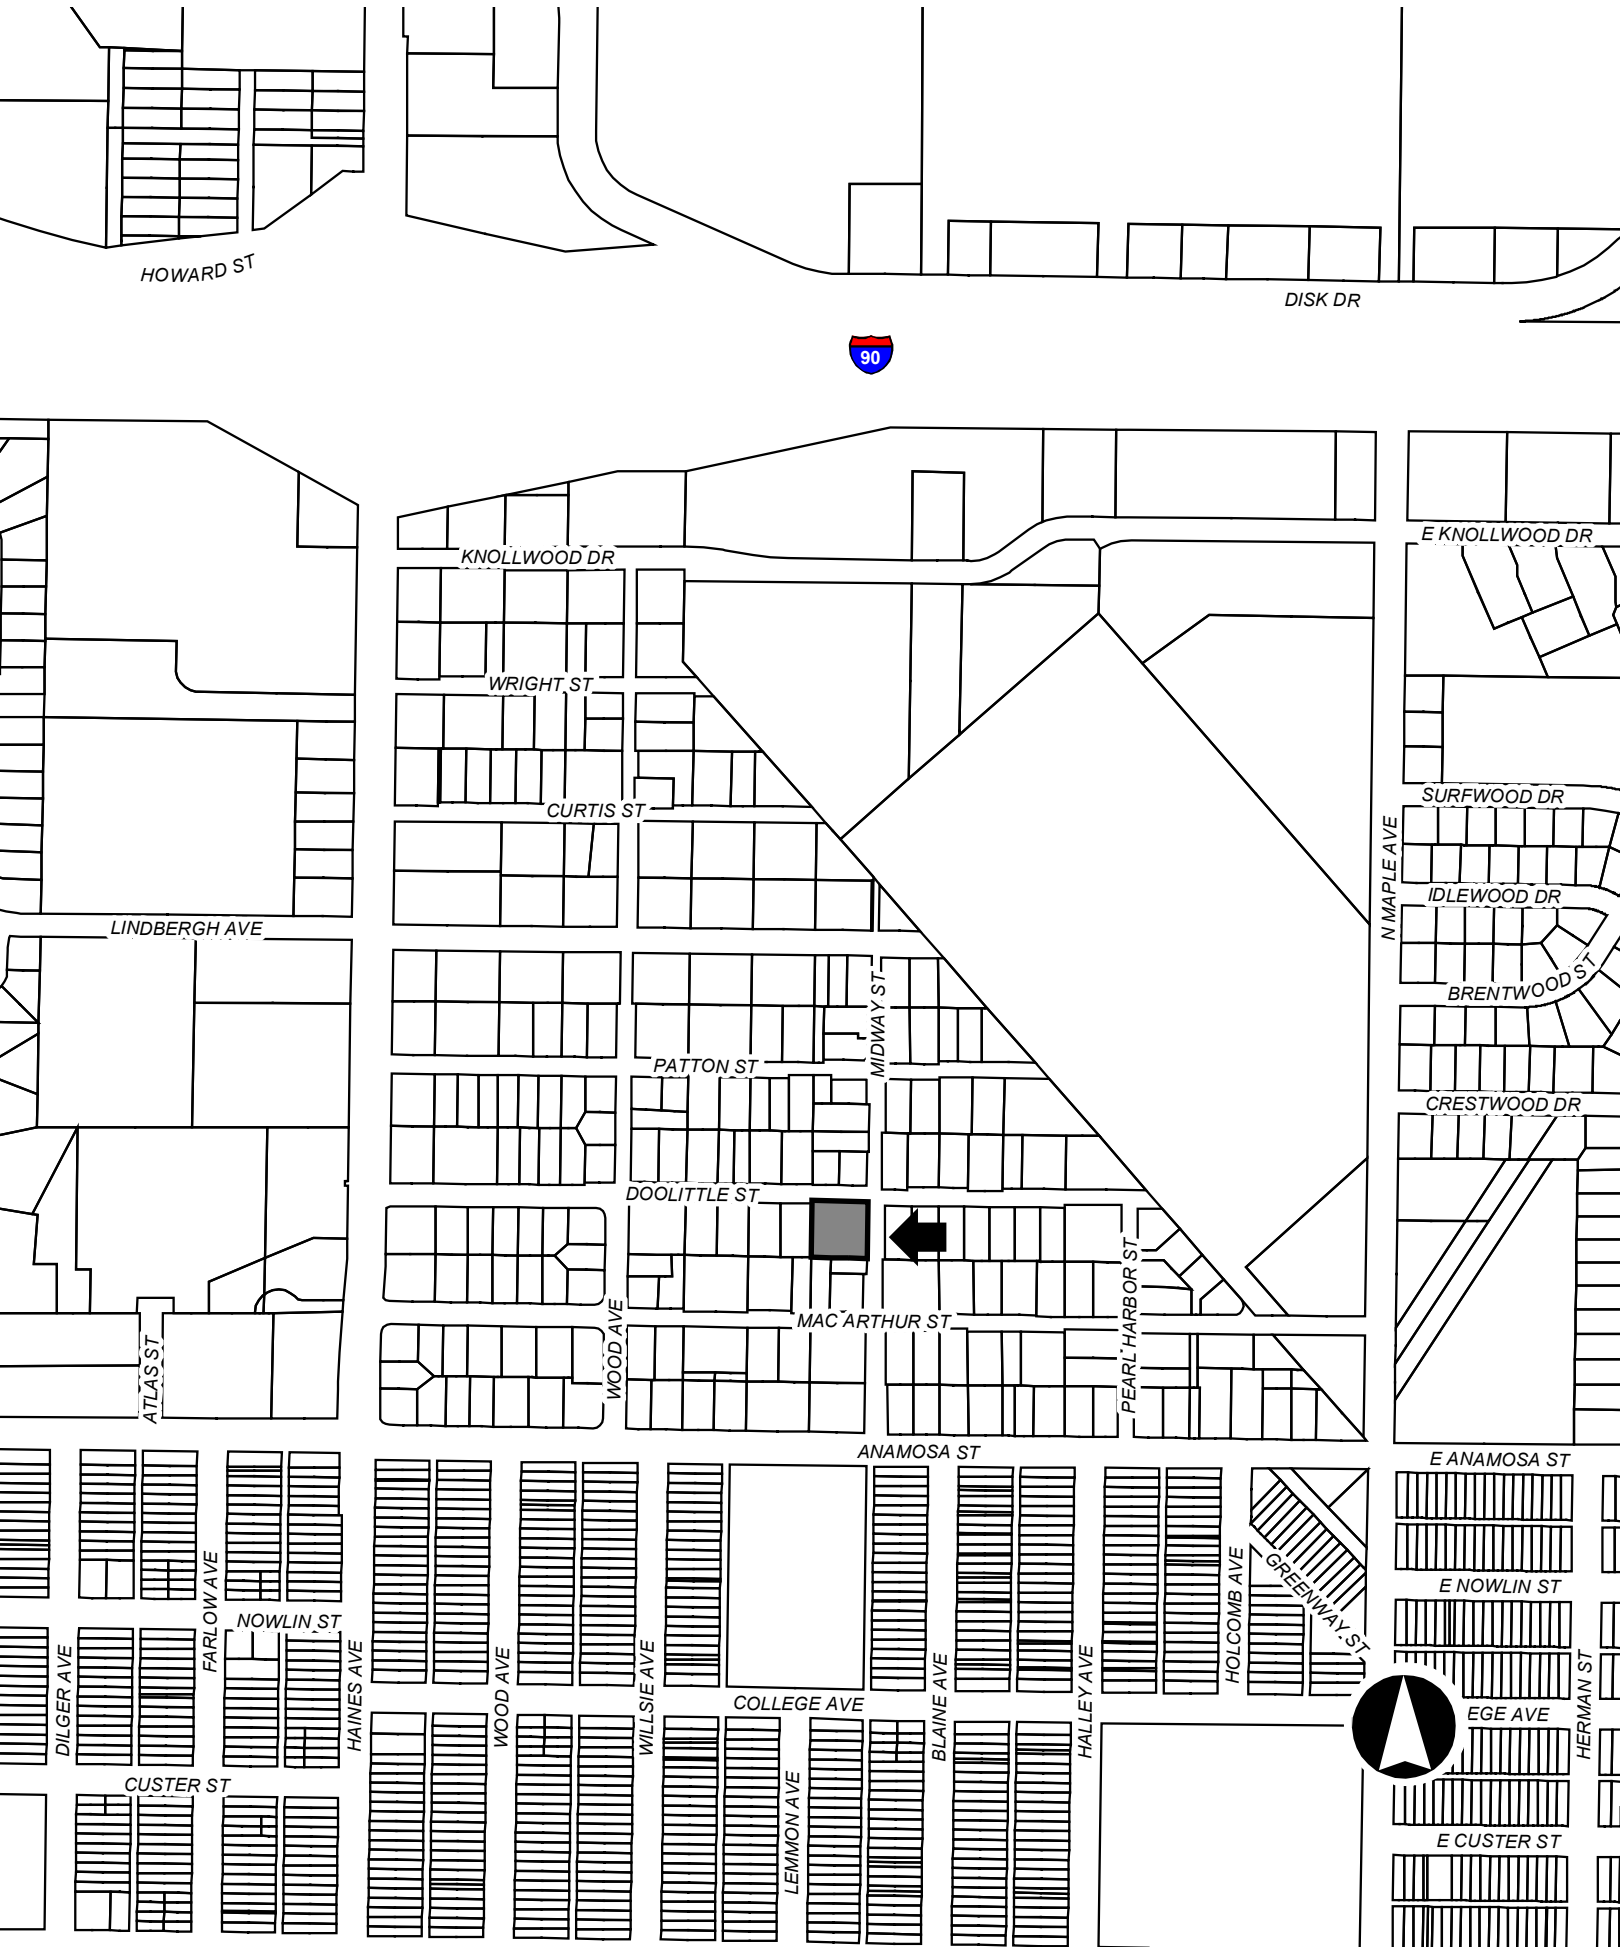 HOWARD ST
DISK DR
90
E KNOLLWOOD DR
KNOLLWOOD DR
WRIGHT ST
SURFWOOD DR
CURTIS ST
N MAPLE AVE
IDLEWOOD DR
LINDBERGH AVE
BRENTWOOD ST
MIDWAY ST
PATTON ST
CRESTWOOD DR
DOOLITTLE ST
PEARL HARBOR ST
MAC ARTHUR ST
WOOD AVE
ATLAS ST
ANAMOSA ST
E ANAMOSA ST
GREENWAY ST
E NOWLIN ST
HOLCOMB AVE
FARLOW AVE
NOWLIN ST
DILGER AVE
HAINES AVE
WOOD AVE
WILLSIE AVE
COLLEGE AVE
BLAINE AVE
HALLEY AVE
EGE AVE
HERMAN ST
CUSTER ST
LEMMON AVE
E CUSTER ST